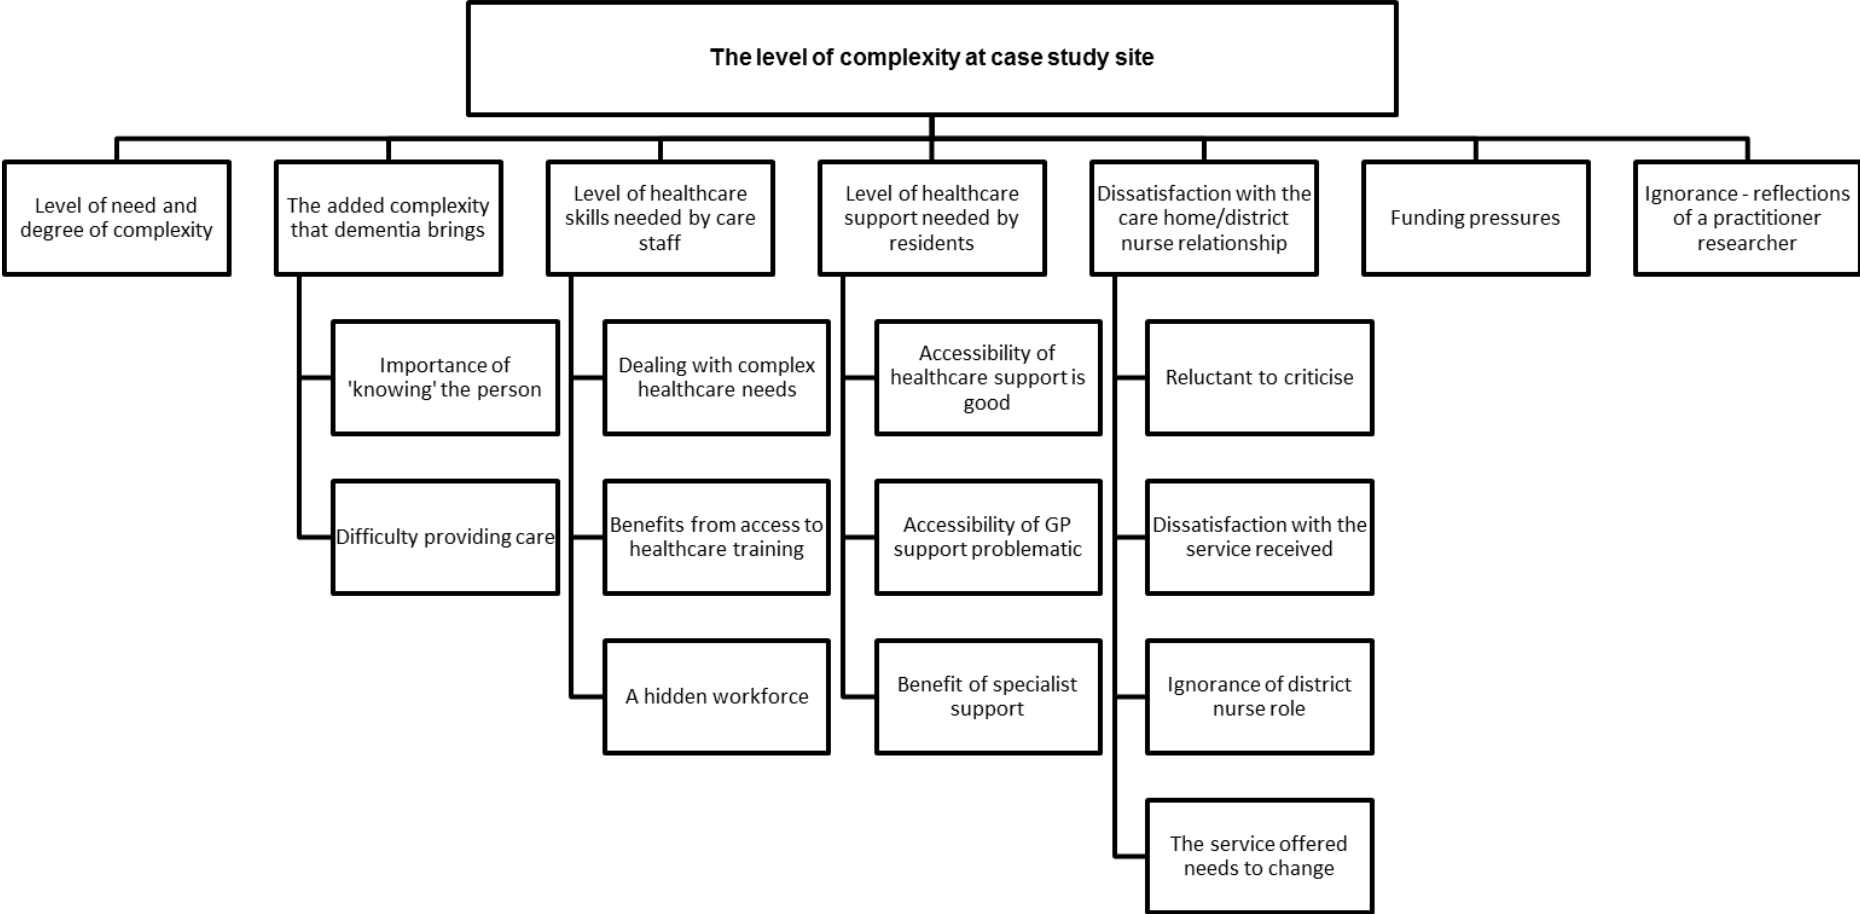 The level of complexity at case study site
Level of need and
degree of complexity
The added complexity
that dementia brings
Level of healthcare
skills needed by care
staff
Level of healthcare
support needed by
residents
Dissatisfaction with the
care home/district
nurse relationship
Funding pressures
Ignorance - reflections
of a practitioner
researcher
Importance of
'knowing' the person
Difficulty providing care
Dealing with complex
healthcare needs
Benefits from access to
healthcare training
A hidden workforce
Accessibility of
healthcare support is
good
Accessibility of GP
support problematic
Benefit of specialist
support
Reluctant to criticise
Dissatisfaction with the
service received
Ignorance of district
nurse role
The service offered
needs to change